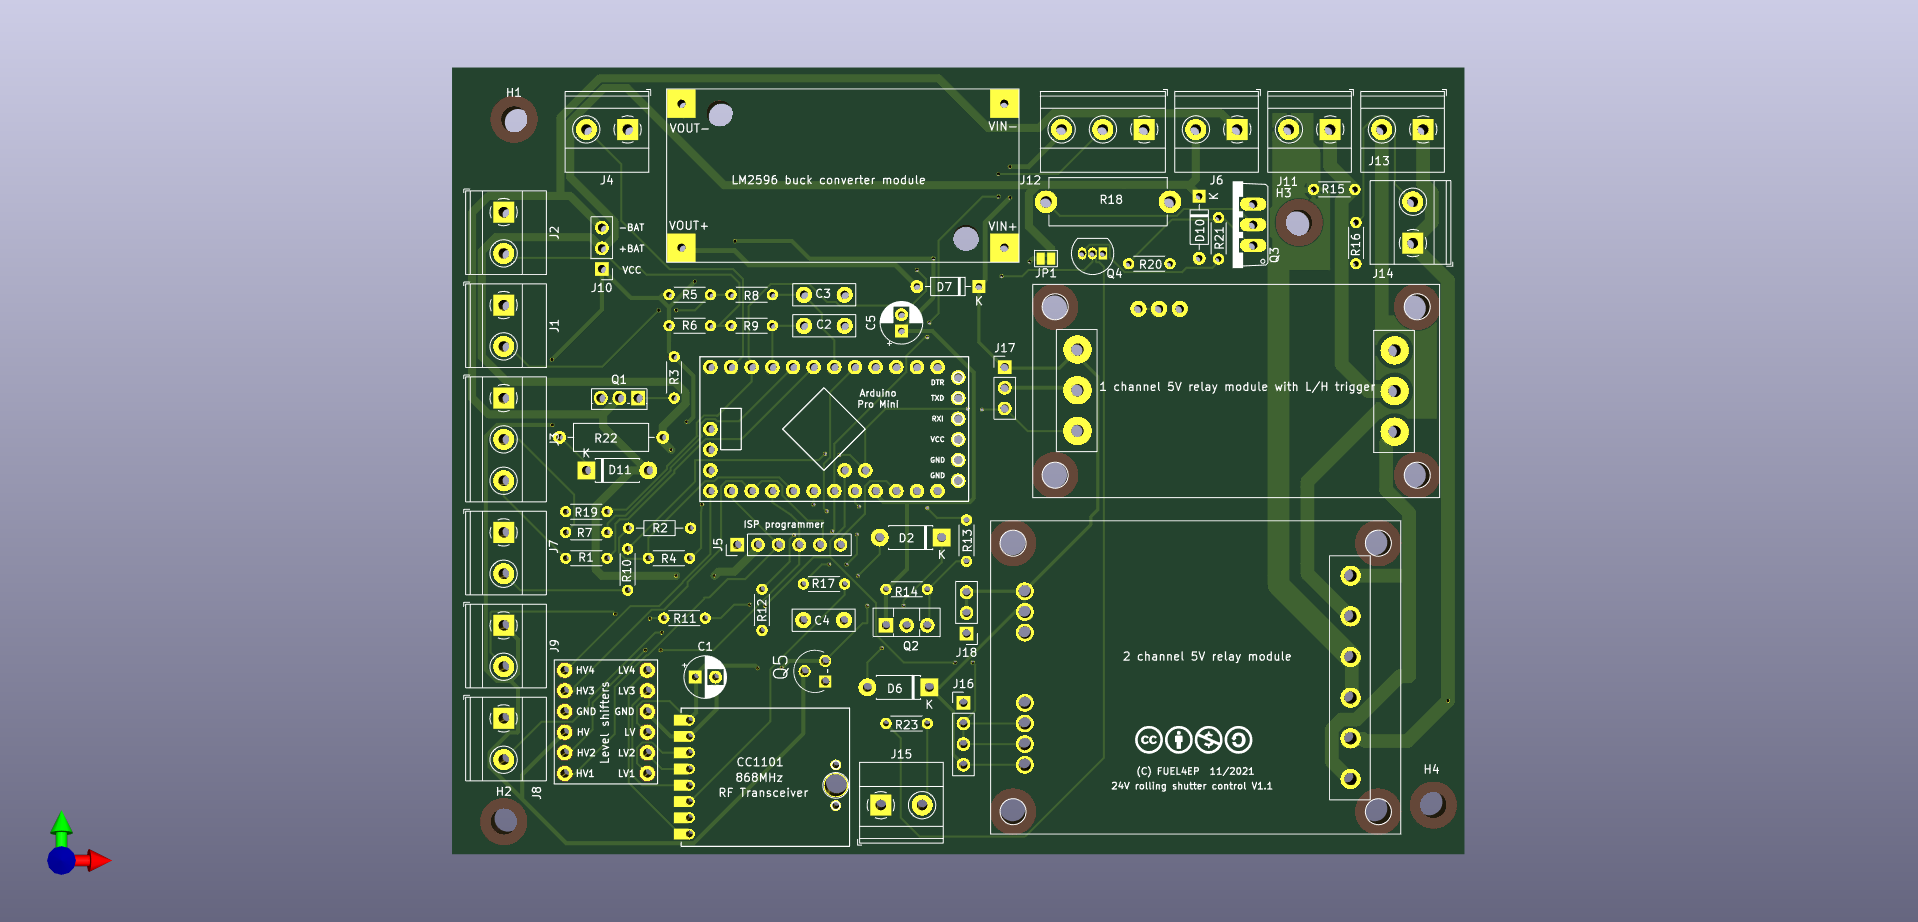 H1
J4
VOUT-
VIN-
LM2596 buck converter module
VOUT+
VIN+
J12
J6
J11
H3
J13
R18
K
D10
R21
Q3
R15
R16
J14
JP1
Q4
R20
J2
-BAT
+BAT
VCC
J10
R5
R8
C3
D7
K
R6
R9
C2
C5
+
J1
J17
Q1
R3
Arduino
Pro Mini
DTR
TXD
RXI
VCC
GND
GND
1 channel 5V relay module with L/H trigger
R22
K
D11
R19
R7
R2
R1
R10
R4
J7
ISP programmer
J5
D2
K
R13
R17
R14
R12
R11
C4
Q2
J18
J9
C1
+
Q5
D6
K
J16
2 channel 5V relay module
HV4
LV4
HV3
LV3
GND
GND
HV
LV
HV2
LV2
HV1
LV1
Level shifters
R23
J15
CC1101
868MHz
RF Transceiver
H2
J8
cc
(C) FUEL4EP 11/2021
24V rolling shutter control V1.1
H4